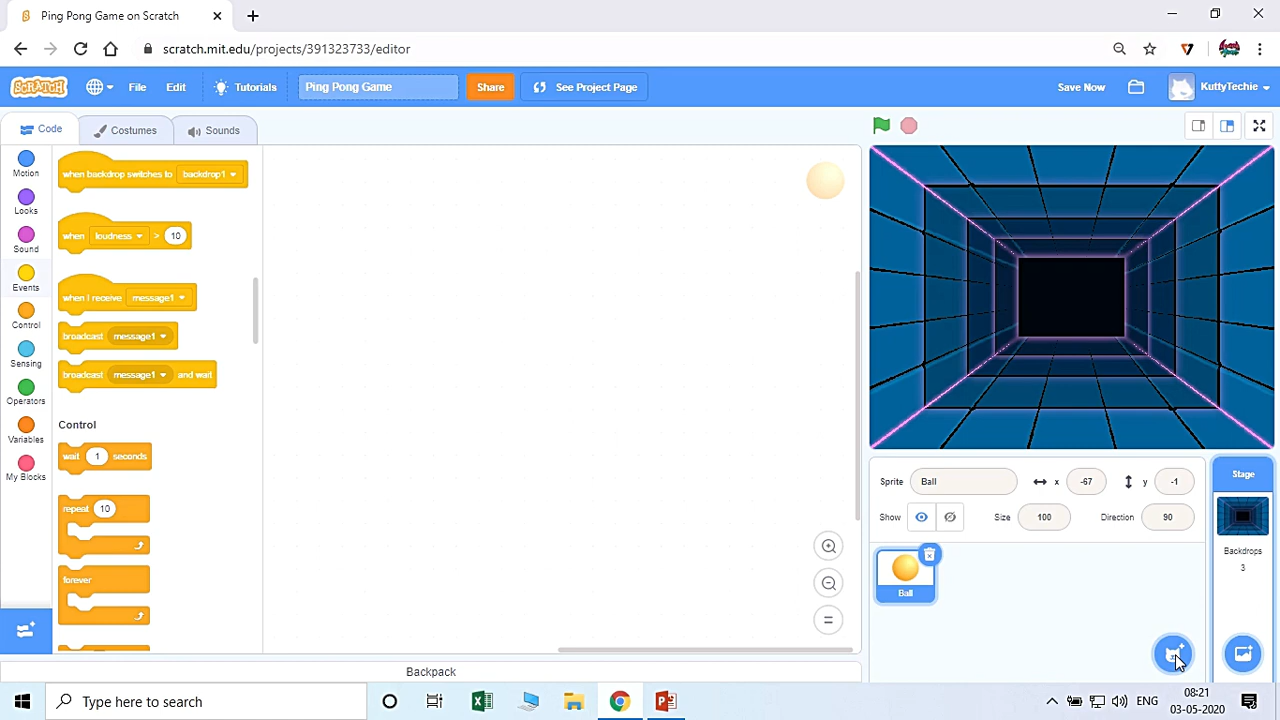 Ping Pong Game on Scratch
scratch.mit.edu/projects/391323733/editor
SCRATCH
File
Edit
Tutorials
Ping Pong Game
Share
See Project Page
Save Now
KuttyTechie
Code
Costumes
Sounds
Motion
Looks
Sound
Events
Control
Sensing
Operators
Variables
My Blocks
when backdrop switches to backdrop1
when loudness > 10
when I receive message1
broadcast message1
broadcast message1 and wait
Control
wait 1 seconds
repeat 10
forever
Backpack
Sprite Ball x -67 y -1
Show Size 100 Direction 90
Ball
Stage
Backdrops
3
Type here to search
ENG
08:21
03-05-2020